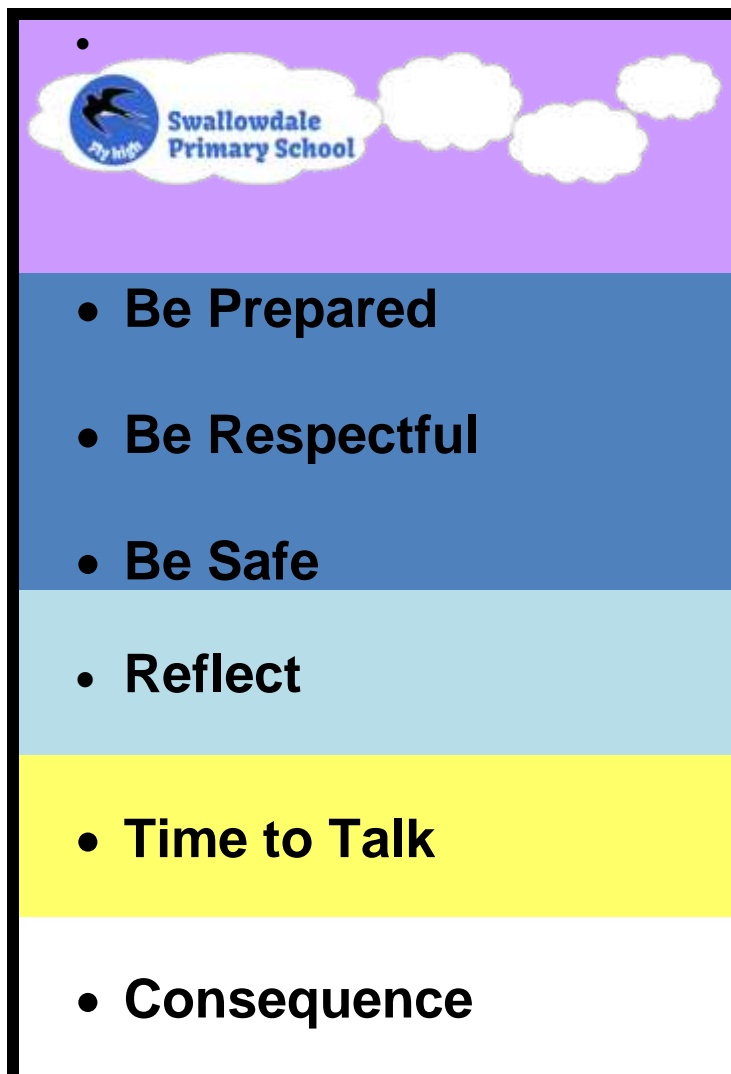 •
Fly high
Swallowdale
Primary School
• Be Prepared
• Be Respectful
• Be Safe
• Reflect
• Time to Talk
• Consequence